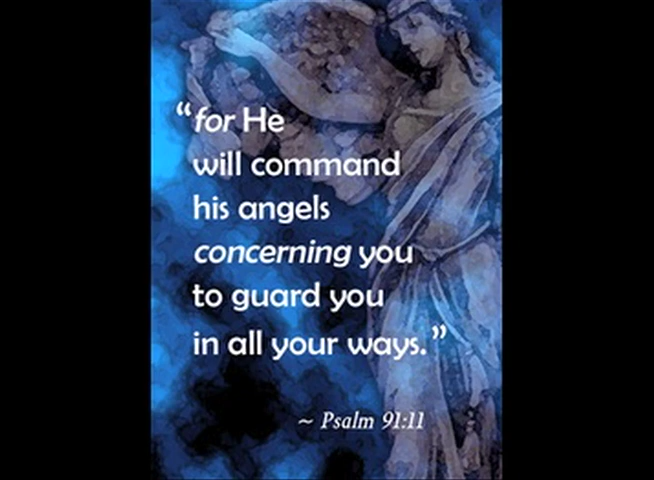 “for He
will command
his angels
concerning you
to guard you
in all your ways.”
~ Psalm 91:11